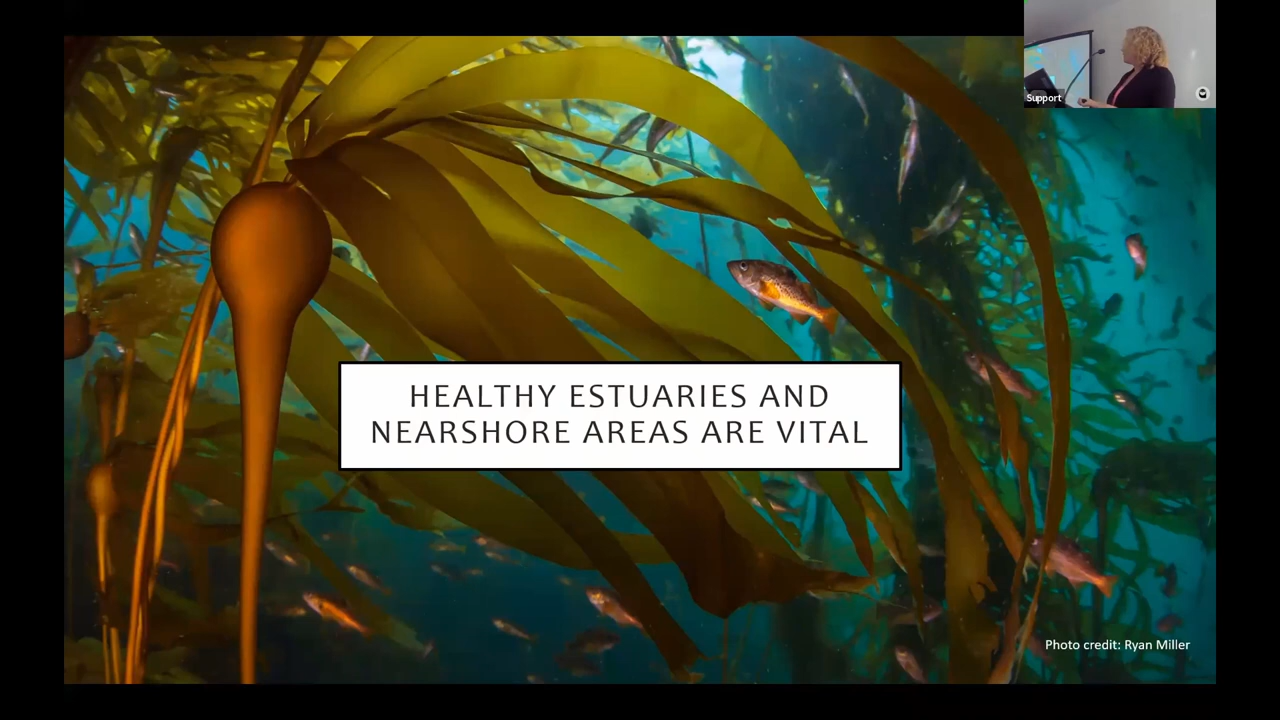 Support
HEALTHY ESTUARIES AND
NEARSHORE AREAS ARE VITAL
Photo credit: Ryan Miller